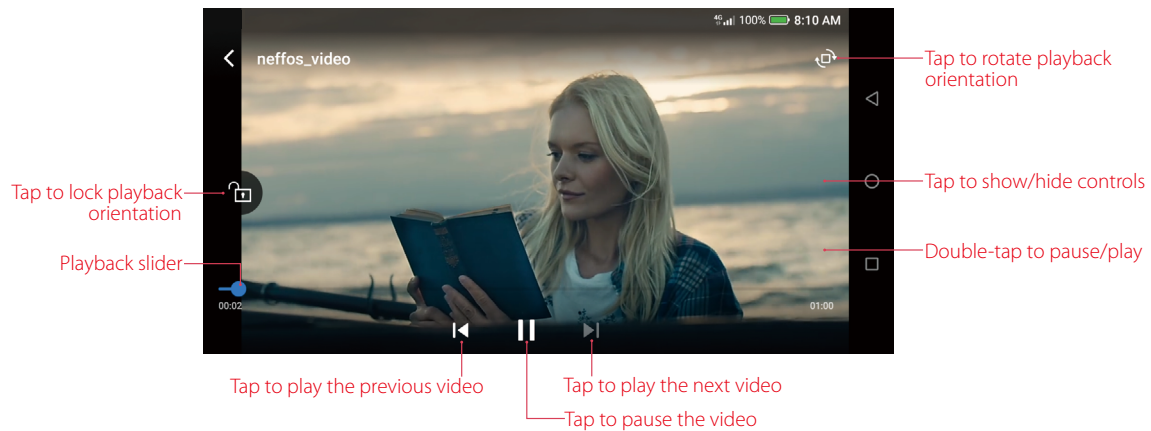 4G 100% 8:10 AM
neffos_video
Tap to rotate playback
orientation
Tap to lock playback
orientation
Tap to show/hide controls
Double-tap to pause/play
Playback slider
00:02
01:00
Tap to play the previous video
Tap to play the next video
Tap to pause the video